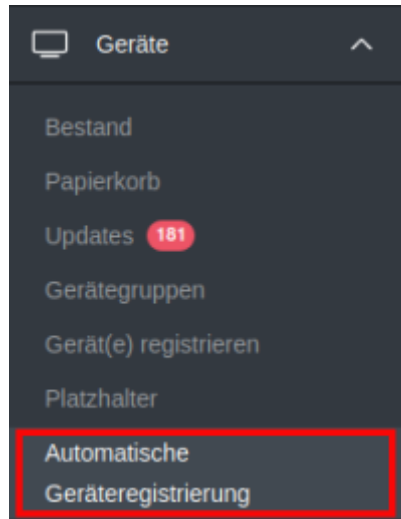 Geräte
Bestand
Papierkorb
Updates 181
Gerätegruppen
Gerät(e) registrieren
Platzhalter
Automatische
Geräteregistrierung